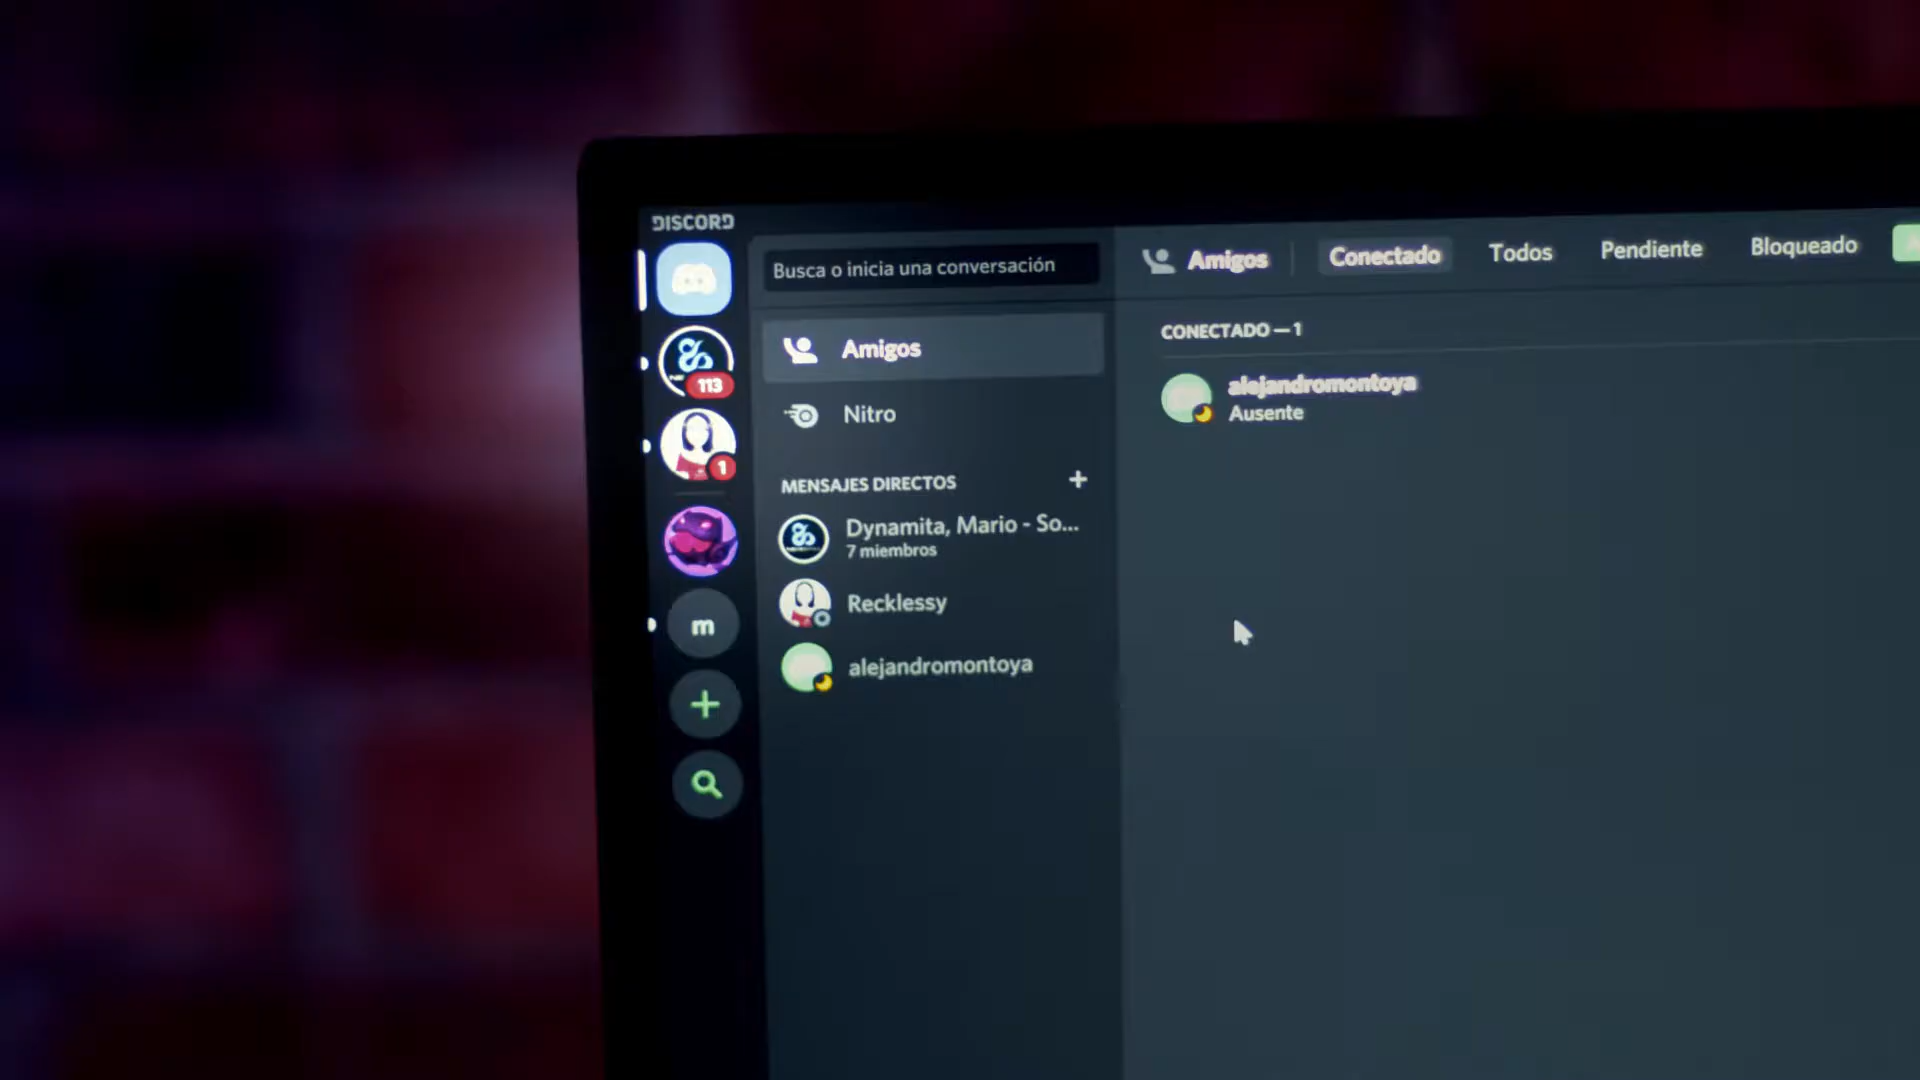 DISCORD
Busca o inicia una conversación
Amigos
Conectado
Todos
Pendiente
Bloqueado
113
1
m
Amigos
Nitro
MENSAJES DIRECTOS
Dynamita, Mario - So...
7 miembros
Recklessy
alejandromontoya
CONECTADO — 1
alejandromontoya
Ausente